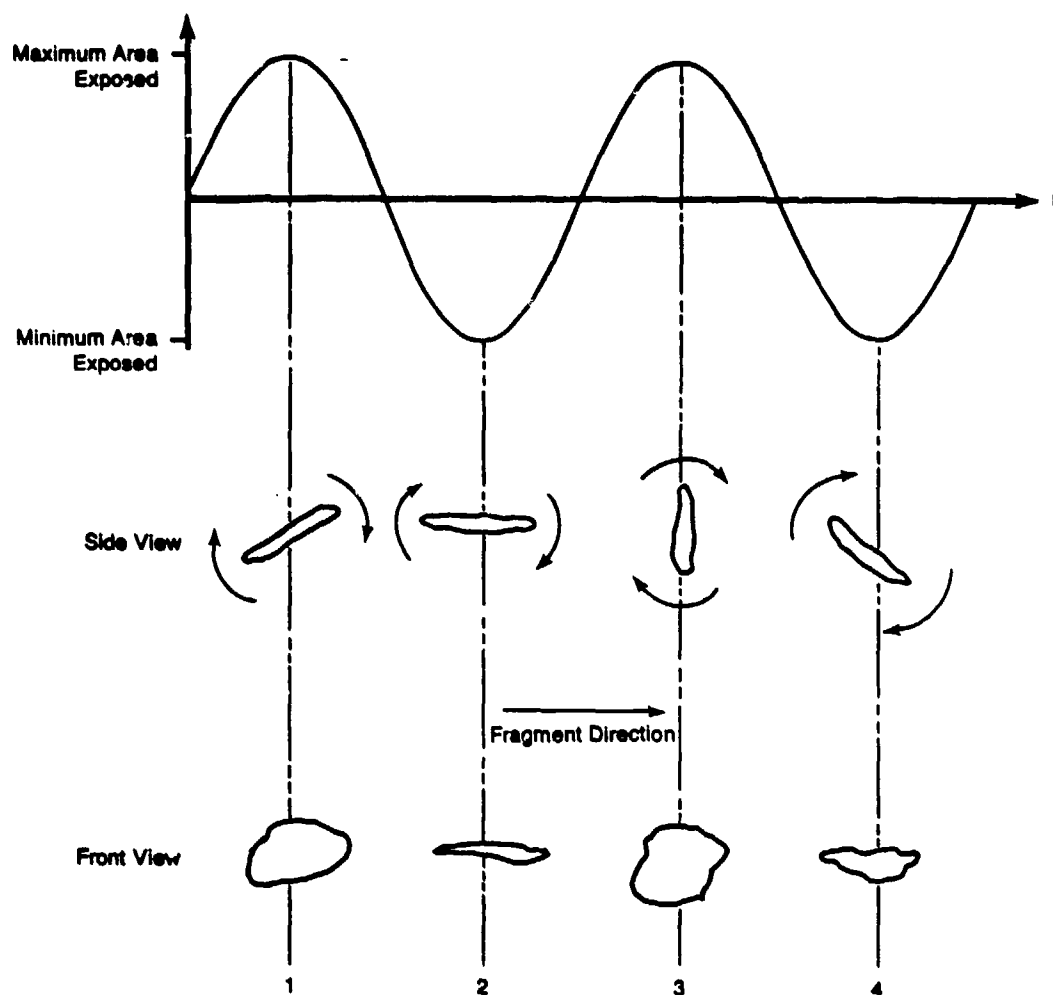 Maximum Area
Exposed
Minimum Area
Exposed
Side View
Fragment Direction
Front View
1 2 3 4